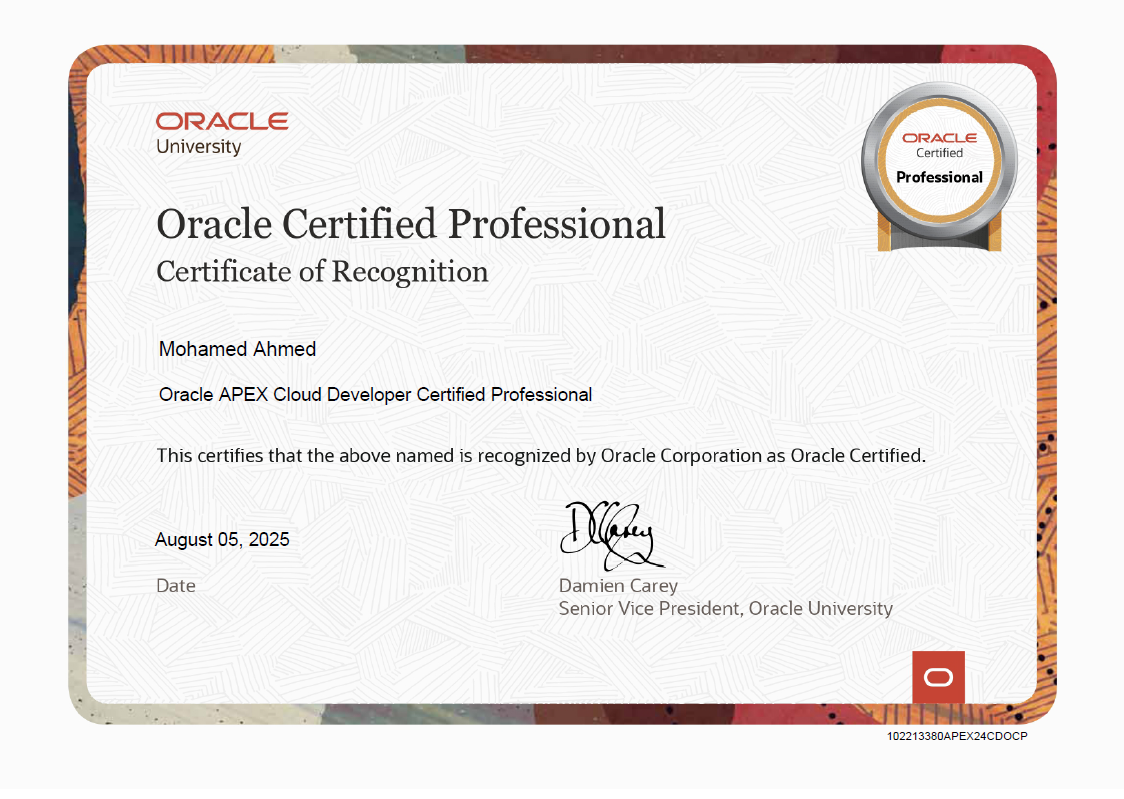 ORACLE
University
ORACLE
Certified
Professional
Oracle Certified Professional
Certificate of Recognition
Mohamed Ahmed
Oracle APEX Cloud Developer Certified Professional
This certifies that the above named is recognized by Oracle Corporation as Oracle Certified.
DCarey
August 05, 2025
Date
Damien Carey
Senior Vice President, Oracle University
102213380APEX24CDOCP